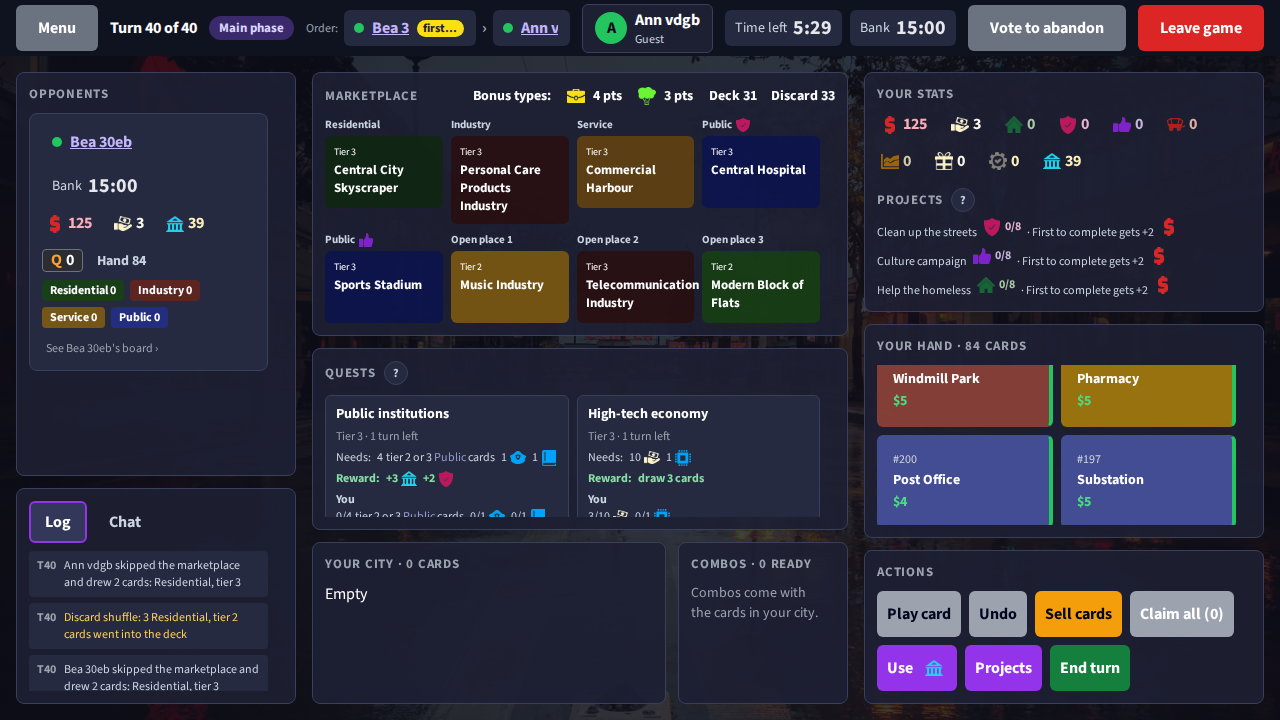 Menu
Turn 40 of 40
Main phase
Order:
Bea 3
first…
›
Ann v
A
Ann vdgb
Guest
Time left 5:29
Bank 15:00
Vote to abandon
Leave game
OPPONENTS
Bea 30eb
Bank 15:00
125
3
39
Q 0
Hand 84
Residential 0
Industry 0
Service 0
Public 0
See Bea 30eb's board ›
Log
Chat
T40 Ann vdgb skipped the marketplace
and drew 2 cards: Residential, tier 3
T40 Discard shuffle: 3 Residential, tier 2
cards went into the deck
T40 Bea 30eb skipped the marketplace and
drew 2 cards: Residential, tier 3
MARKETPLACE
Bonus types:
4 pts
3 pts
Deck 31
Discard 33
Residential
Tier 3
Central City
Skyscraper
Industry
Tier 3
Personal Care
Products
Industry
Service
Tier 3
Commercial
Harbour
Public
Tier 3
Central Hospital
Public
Tier 3
Sports Stadium
Open place 1
Tier 2
Music Industry
Open place 2
Tier 3
Telecommunication
Industry
Open place 3
Tier 2
Modern Block of
Flats
QUESTS
?
Public institutions
Tier 3 · 1 turn left
Needs: 4 tier 2 or 3 Public cards 1 1
Reward: +3 +2
You
0/4 tier 2 or 3 Public cards 0/1 0/1
High-tech economy
Tier 3 · 1 turn left
Needs: 10 1
Reward: draw 3 cards
You
3/10 0/1
YOUR CITY · 0 CARDS
Empty
COMBOS · 0 READY
Combos come with
the cards in your city.
YOUR STATS
125
3
0
0
0
0
0
0
0
39
PROJECTS
?
Clean up the streets 0/8 · First to complete gets +2
Culture campaign 0/8 · First to complete gets +2
Help the homeless 0/8 · First to complete gets +2
YOUR HAND · 84 CARDS
Windmill Park
$5
Pharmacy
$5
#200
Post Office
$4
#197
Substation
$5
ACTIONS
Play card
Undo
Sell cards
Claim all (0)
Use
Projects
End turn